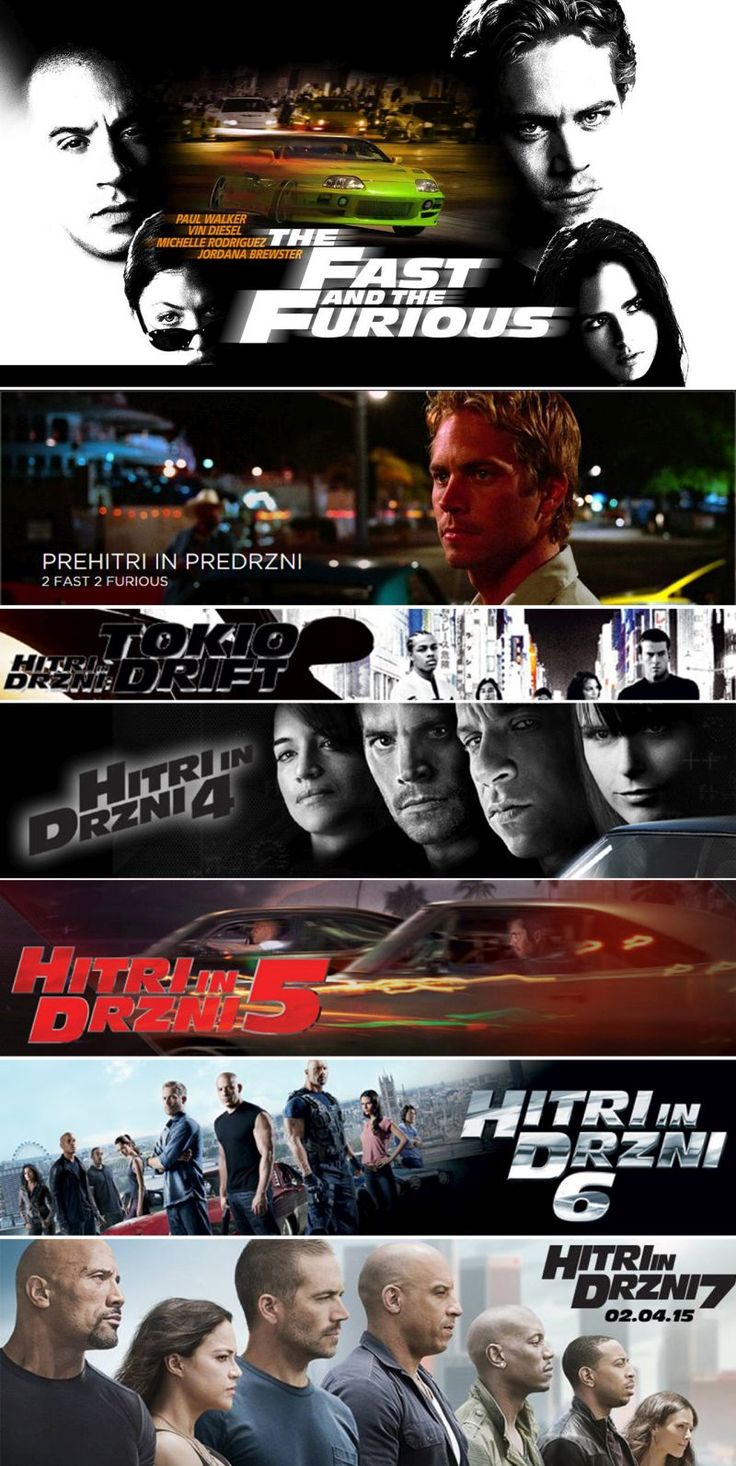 PAUL WALKER
VIN DIESEL
MICHELLE RODRIGUEZ
JORDANA BREWSTER
THE
FAST
AND THE
FURIOUS
PREHITRI IN PREDRZNI
2 FAST 2 FURIOUS
HITRI IN
DRZNI:
TOKIO
DRIFT
HITRI IN
DRZNI 4
HITRI IN
DRZNI 5
HITRI IN
DRZNI
6
HITRI IN
DRZNI 7
02.04.15